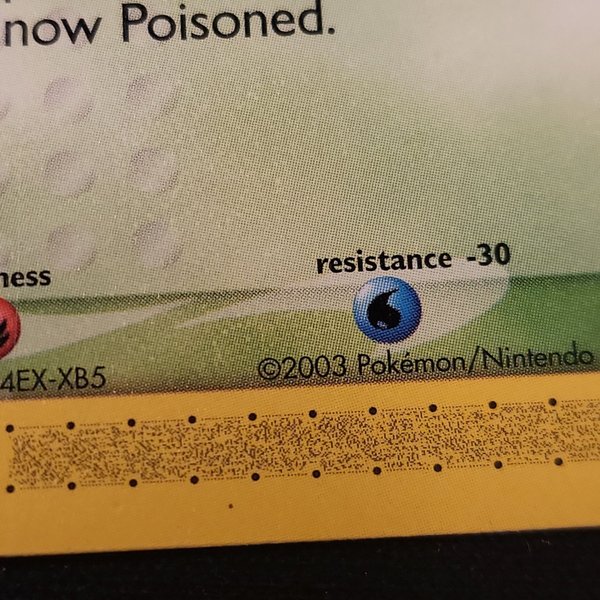 now Poisoned.
ness
resistance -30
4EX-XB5
©2003 Pokémon/Nintendo